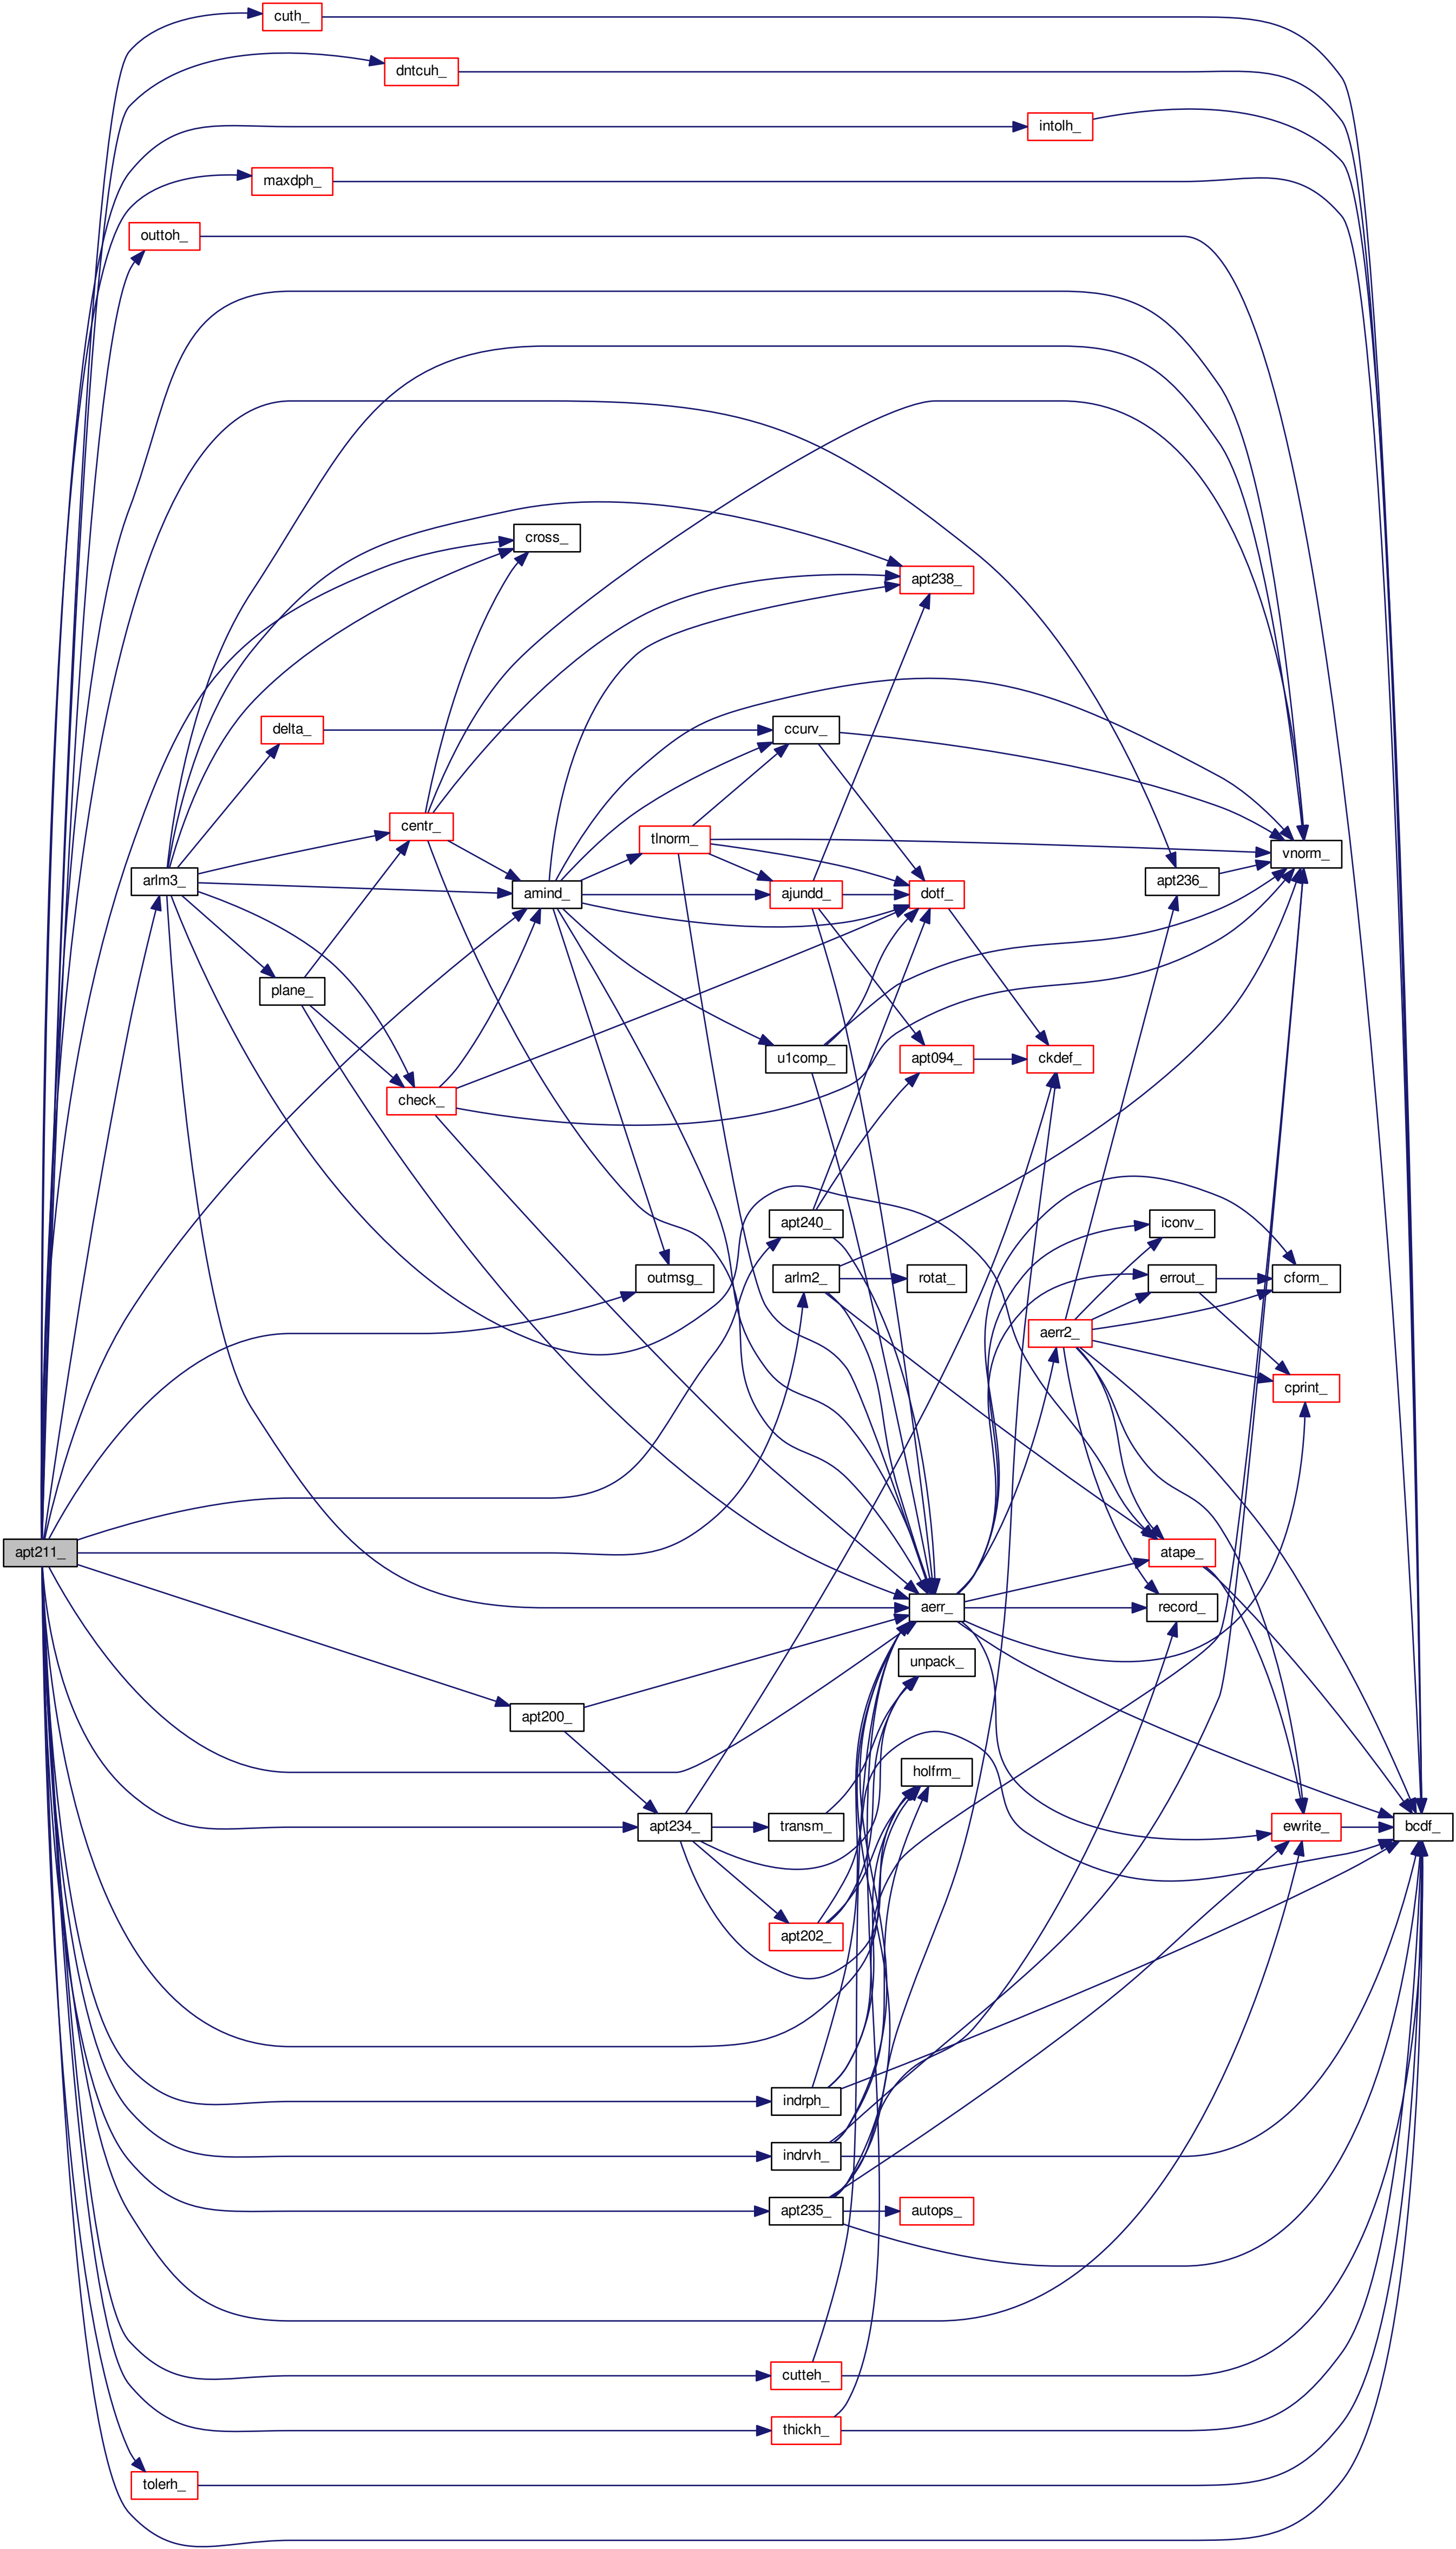 cuth_
dntcuh_
intolh_
maxdph_
outtoh_
cross_
apt238_
delta_
ccurv_
centr_
tlnorm_
vnorm_
arlm3_
amind_
ajundd_
dotf_
apt236_
plane_
u1comp_
apt094_
ckdef_
check_
apt240_
iconv_
outmsg_
arlm2_
rotat_
errout_
cform_
aerr2_
cprint_
apt211_
atape_
aerr_
record_
unpack_
apt200_
holfrm_
apt234_
transm_
ewrite_
bcdf_
apt202_
indrph_
indrvh_
apt235_
autops_
cutteh_
thickh_
tolerh_